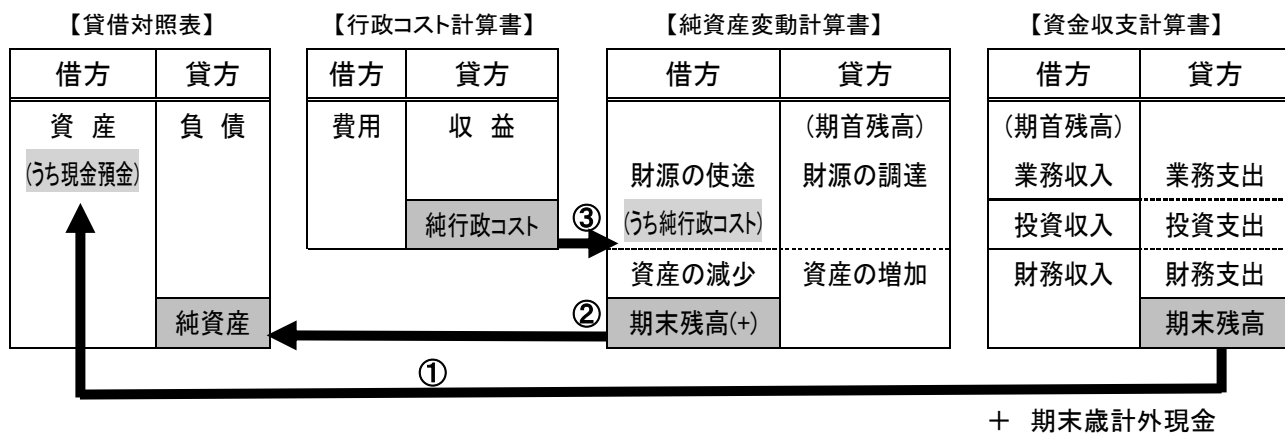 【貸借対照表】 【行政コスト計算書】 【純資産変動計算書】 【資金収支計算書】
借方 貸方 借方 貸方 借方 貸方 借方 貸方
資 産 負 債 費用 収 益 (期首残高) (期首残高)
(うち現金預金) 財源の使途 財源の調達 業務収入 業務支出
純行政コスト ③ (うち純行政コスト) 投資収入 投資支出
資産の減少 資産の増加 財務収入 財務支出
純資産 ② 期末残高(+) 期末残高
①
＋ 期末歳計外現金